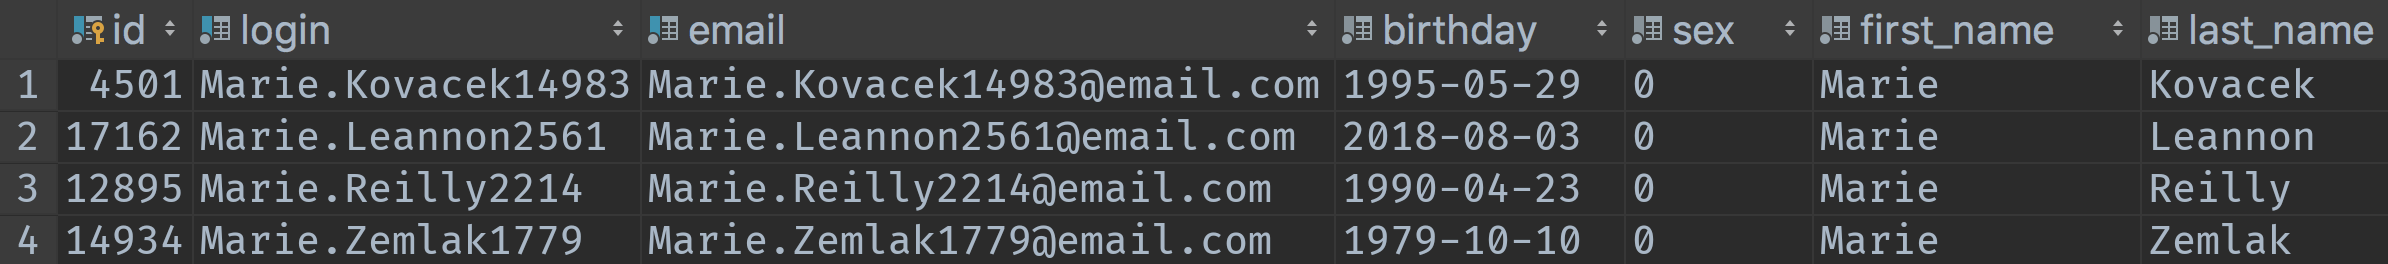 id login email birthday sex first_name last_name
1 4501 Marie.Kovacek14983 Marie.Kovacek14983@email.com 1995-05-29 0 Marie Kovacek
2 17162 Marie.Leannon2561 Marie.Leannon2561@email.com 2018-08-03 0 Marie Leannon
3 12895 Marie.Reilly2214 Marie.Reilly2214@email.com 1990-04-23 0 Marie Reilly
4 14934 Marie.Zemlak1779 Marie.Zemlak1779@email.com 1979-10-10 0 Marie Zemlak